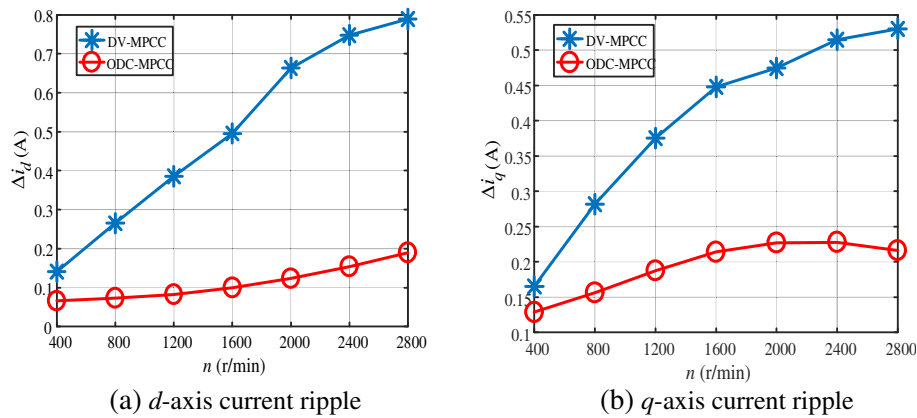 0.8
0.7
0.6
0.5
0.4
0.3
0.2
0.1
0
Δi_d (A)
DV-MPCC
ODC-MPCC
400 800 1200 1600 2000 2400 2800
n (r/min)
(a) d-axis current ripple
0.55
0.5
0.45
0.4
0.35
0.3
0.25
0.2
0.15
0.1
Δi_q (A)
DV-MPCC
ODC-MPCC
400 800 1200 1600 2000 2400 2800
n (r/min)
(b) q-axis current ripple